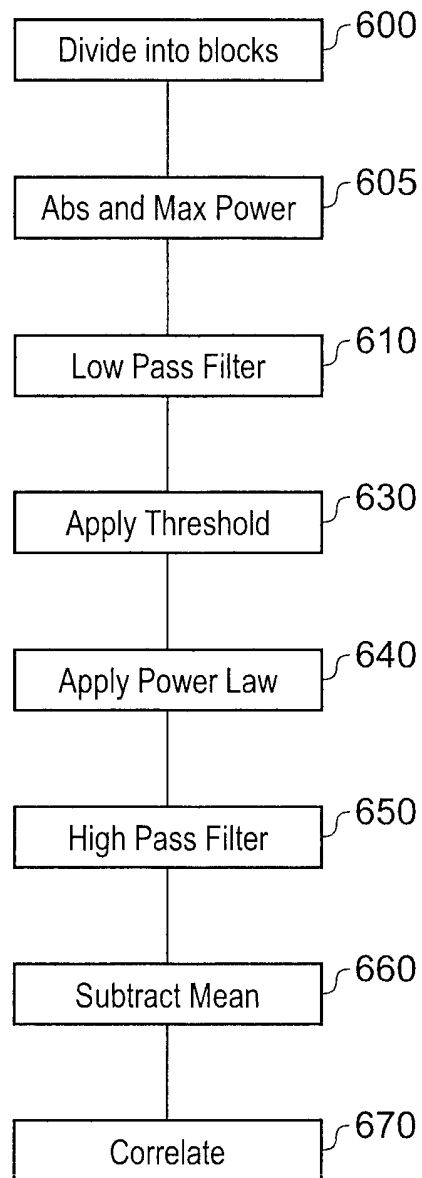 600
Divide into blocks
605
Abs and Max Power
610
Low Pass Filter
630
Apply Threshold
640
Apply Power Law
650
High Pass Filter
660
Subtract Mean
670
Correlate